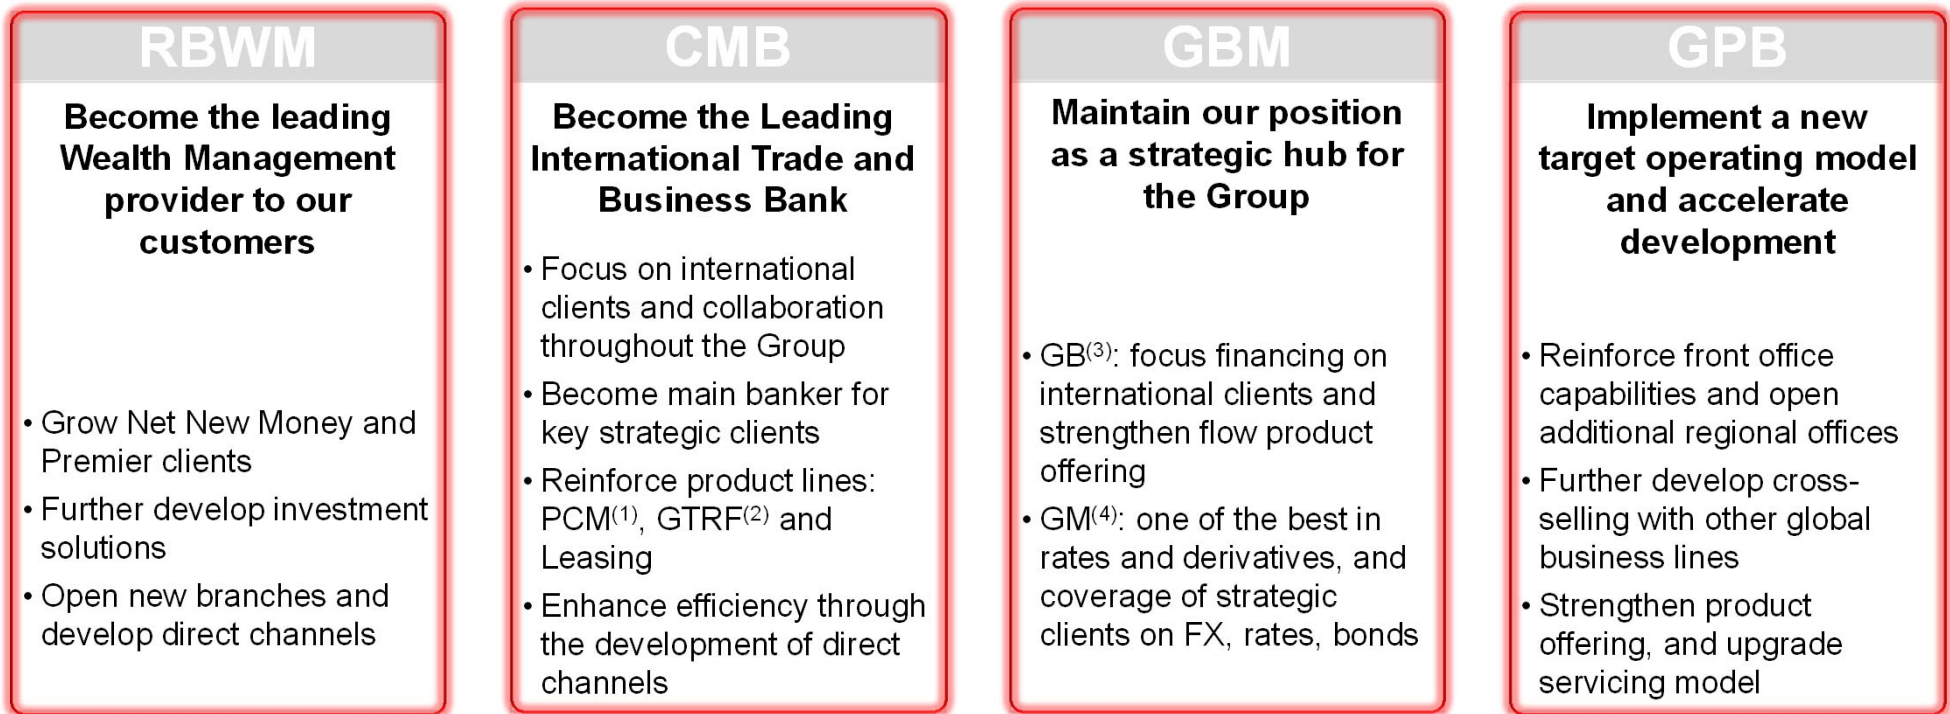 RBWM
Become the leading
Wealth Management
provider to our
customers
• Grow Net New Money and
Premier clients
• Further develop investment
solutions
• Open new branches and
develop direct channels
CMB
Become the Leading
International Trade and
Business Bank
• Focus on international
clients and collaboration
throughout the Group
• Become main banker for
key strategic clients
• Reinforce product lines:
PCM(1), GTRF(2) and
Leasing
• Enhance efficiency through
the development of direct
channels
GBM
Maintain our position
as a strategic hub for
the Group
• GB(3): focus financing on
international clients and
strengthen flow product
offering
• GM(4): one of the best in
rates and derivatives, and
coverage of strategic
clients on FX, rates, bonds
GPB
Implement a new
target operating model
and accelerate
development
• Reinforce front office
capabilities and open
additional regional offices
• Further develop cross-
selling with other global
business lines
• Strengthen product
offering, and upgrade
servicing model